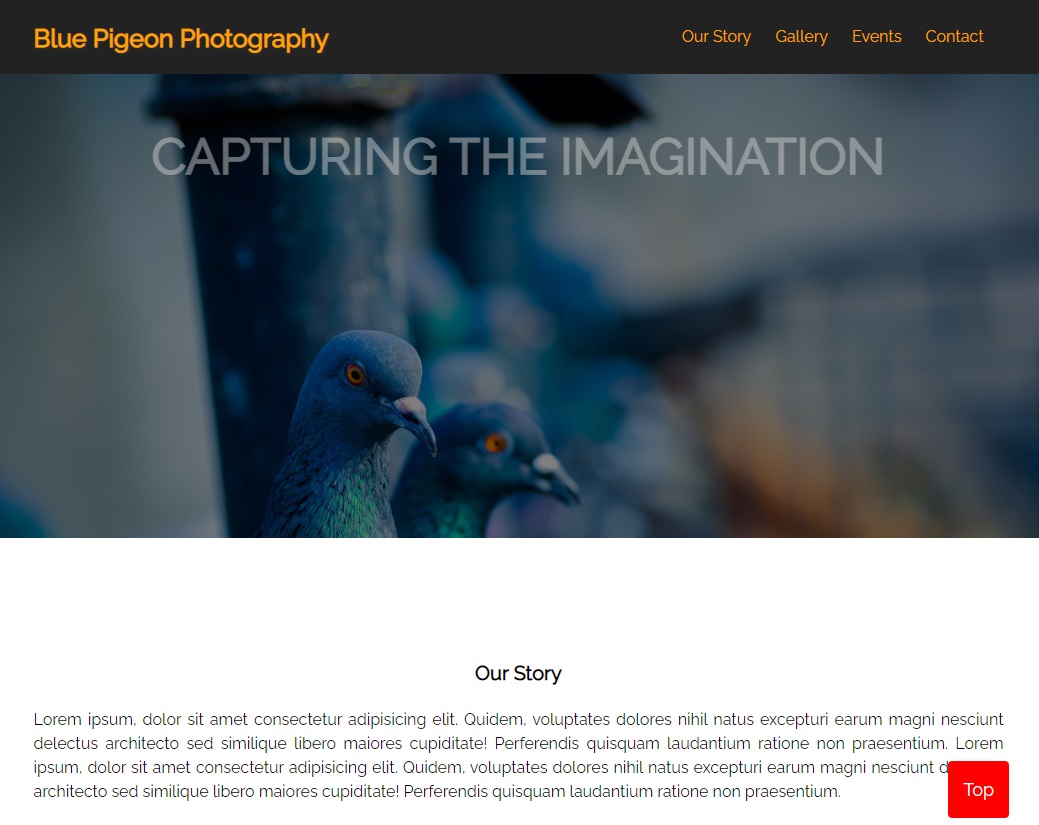 Blue Pigeon Photography
Our Story Gallery Events Contact
CAPTURING THE IMAGINATION
Our Story
Lorem ipsum, dolor sit amet consectetur adipisicing elit. Quidem, voluptates dolores nihil natus excepturi earum magni nesciunt
delectus architecto sed similique libero maiores cupiditate! Perferendis quisquam laudantium ratione non praesentium. Lorem
ipsum, dolor sit amet consectetur adipisicing elit. Quidem, voluptates dolores nihil natus excepturi earum magni nesciunt
architecto sed similique libero maiores cupiditate! Perferendis quisquam laudantium ratione non praesentium.
Top